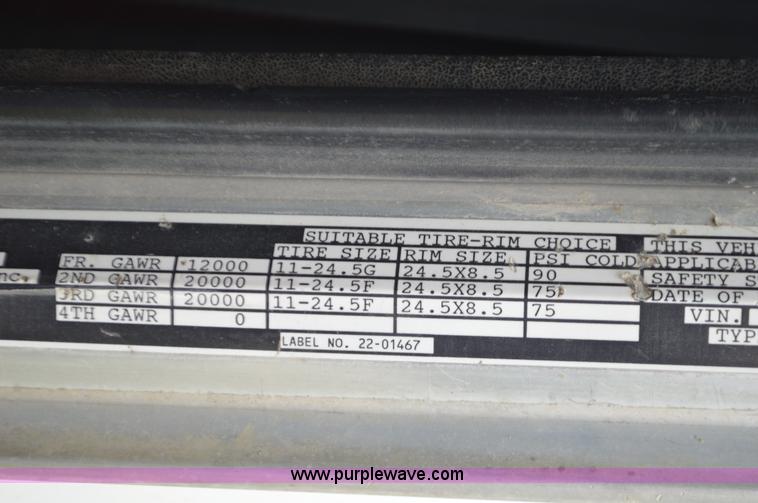 SUITABLE TIRE-RIM CHOICE THIS VEH
TIRE SIZE RIM SIZE PSI COLD APPLICAB
nc. FR. GAWR 12000 11-24.5G 24.5X8.5 90 SAFETY S
2ND GAWR 20000 11-24.5F 24.5X8.5 75 DATE OF
3RD GAWR 20000 11-24.5F 24.5X8.5 75 VIN.
4TH GAWR 0 TYP
LABEL NO. 22-01467
www.purplewave.com